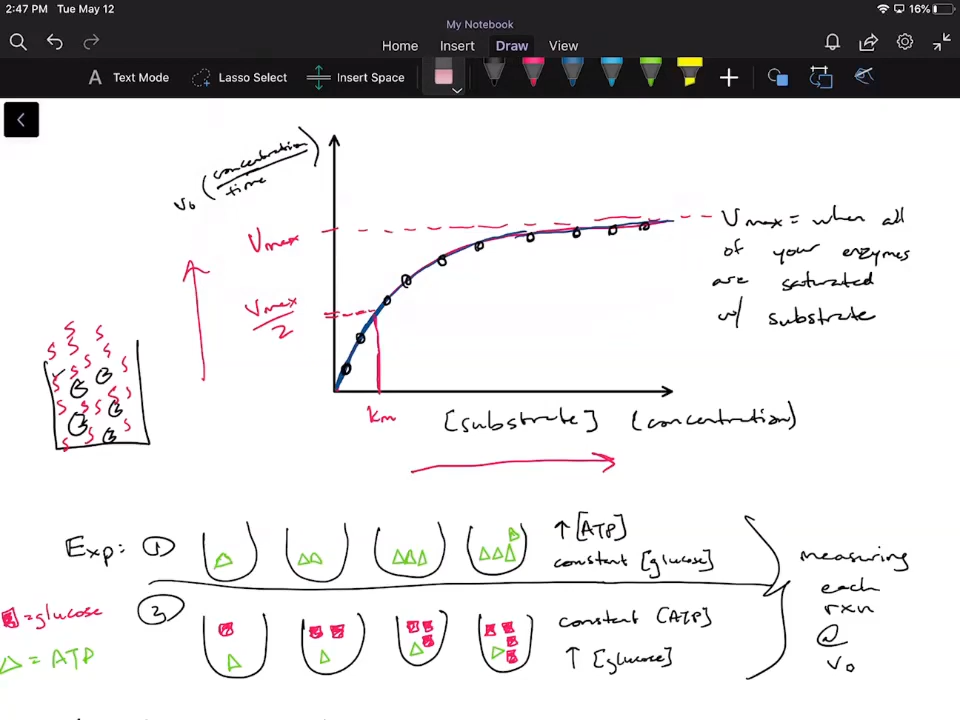 2:47 PM Tue May 12
16%
My Notebook
Home Insert Draw View
A Text Mode Lasso Select Insert Space
v₀ (concentration/time)
Vmax
Vmax/2
Km
[substrate] (concentration)
Vmax = when all
of your enzymes
are saturated
w/ substrate
S S S S S S S S S S S S S S S S S
Exp: ①
↑ [ATP]
constant [glucose]
②
constant [ATP]
↑ [glucose]
=glucose
△ = ATP
measuring
each
rxn
@
v₀